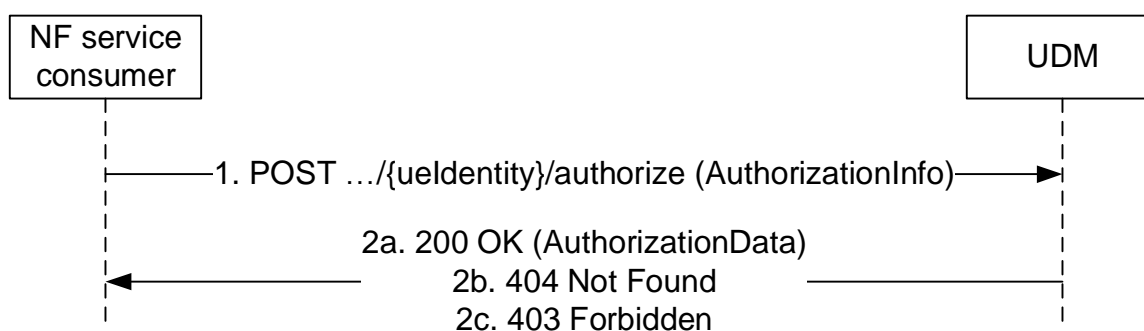 NF service
consumer
UDM
1. POST …/{ueIdentity}/authorize (AuthorizationInfo)
2a. 200 OK (AuthorizationData)
2b. 404 Not Found
2c. 403 Forbidden